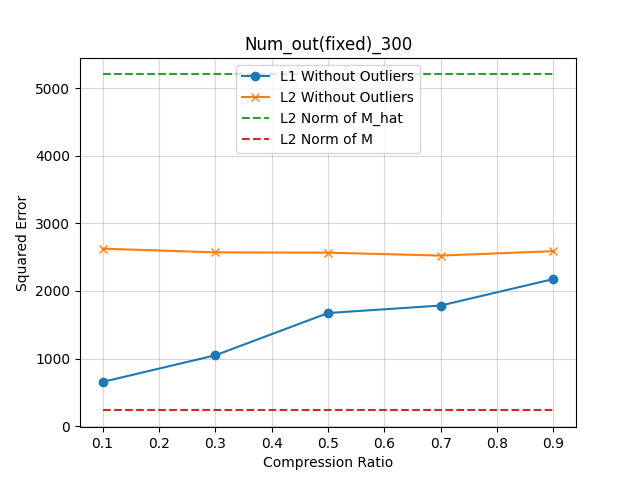 Num_out(fixed)_300
L1 Without Outliers
L2 Without Outliers
L2 Norm of M_hat
L2 Norm of M
Squared Error
5000
4000
3000
2000
1000
0
0.1 0.2 0.3 0.4 0.5 0.6 0.7 0.8 0.9
Compression Ratio